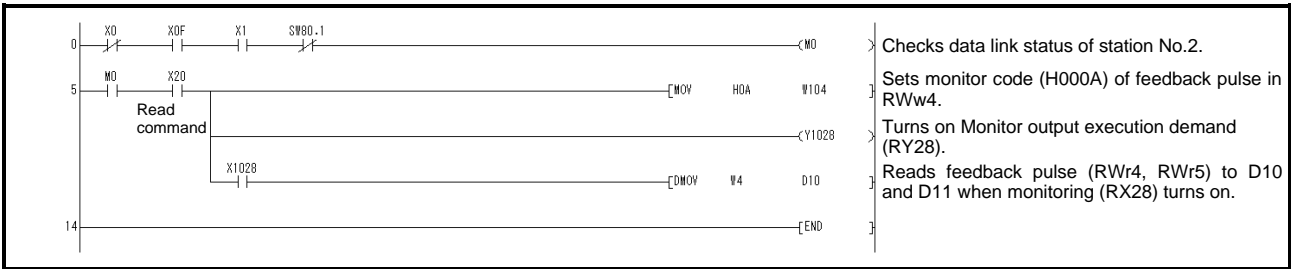 X0 X0F X1 SW80.1
0 (M0 ) Checks data link status of station No.2.
M0 X20
5 [MOV H0A W104 ] Sets monitor code (H000A) of feedback pulse in
RWw4.
Read
command
(Y1028 ) Turns on Monitor output execution demand
(RY28).
X1028
[DMOV W4 D10 ] Reads feedback pulse (RWr4, RWr5) to D10
and D11 when monitoring (RX28) turns on.
14 [END ]